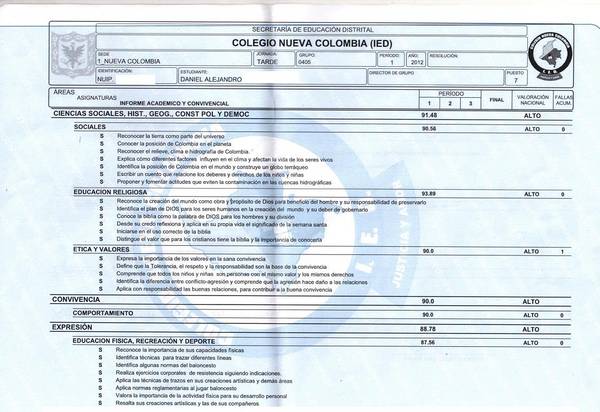 SECRETARÍA DE EDUCACIÓN DISTRITAL
COLEGIO NUEVA COLOMBIA (IED)
SEDE JORNADA: GRUPO: PERIODO: AÑO RESOLUCIÓN:
1_NUEVA COLOMBIA TARDE 0405 1 2012
IDENTIFICACIÓN: ESTUDIANTE: DIRECTOR DE GRUPO PUESTO
NUIP. DANIEL ALEJANDRO 7
ÁREAS
ASIGNATURAS
INFORME ACADEMICO Y CONVIVENCIAL
PERÍODO
1 2 3 FINAL VALORACIÓN NACIONAL FALLAS ACUM.
CIENCIAS SOCIALES, HIST., GEOG., CONST POL Y DEMOC 91.48 ALTO
SOCIALES 90.56 ALTO 0
S Reconocer la tierra como parte del universo
S Conocer la posición de Colombia en el planeta
S Reconocer el relieve, clima e hidrografía de Colombia.
S Explica cómo diferentes factores influyen en el clima y afectan la vida de los seres vivos
S Identifica la posición de Colombia en el mundo y construye un globo terráqueo
S Escribir un cuento que relacione los deberes y derechos de los niños y niñas
S Proponer y fomentar actitudes que eviten la contaminación en las cuencas hidrográficas
EDUCACION RELIGIOSA 93.89 ALTO 0
S Reconoce la creación del mundo como obra y propósito de Dios para beneficio del hombre y su responsabilidad de preservarlo
S Identifica el plan de DIOS para los seres humanos en la creación del mundo y su deber de gobernarlo
S Conoce la biblia como la palabra de DIOS para los hombres y su división
S Desde su credo reflexiona y aplica en su propia vida el significado de la semana santa
S Iniciarse en el uso correcto de la biblia
S Distingue el valor que para los cristianos tiene la biblia y la importancia de conocerla
ETICA Y VALORES 90.0 ALTO 1
S Expresa la importancia de los valores en la sana convivencia
S Define que la Tolerancia, el respeto y la responsabilidad son la base de la convivencia
S Comprende que todos los niños y niñas son personas con el mismo valor y los mismos derechos
S Identifica la diferencia entre conflicto-agresión y comprende que la agresión hace daño a las relaciones
S Aplica con responsabilidad las buenas relaciones, para contribuir a la buena convivencia
CONVIVENCIA 90.0 ALTO
COMPORTAMIENTO 90.0 ALTO 0
EXPRESIÓN 88.78 ALTO
EDUCACION FISICA, RECREACIÓN Y DEPORTE 87.56 ALTO 0
S Reconoce la importancia de sus capacidades físicas
S Identifica técnicas para trazar diferentes líneas
S Identifica algunas normas del baloncesto
S Realiza ejercicios corporales de resistencia siguiendo indicaciones.
S Aplica las técnicas de trazos en sus creaciones artísticas y demás áreas
S Aplica normas reglamentarias al jugar baloncesto
S Valora la importancia de la actividad física para su desarrollo personal
S Resalta sus creaciones artísticas y las de sus compañeros.